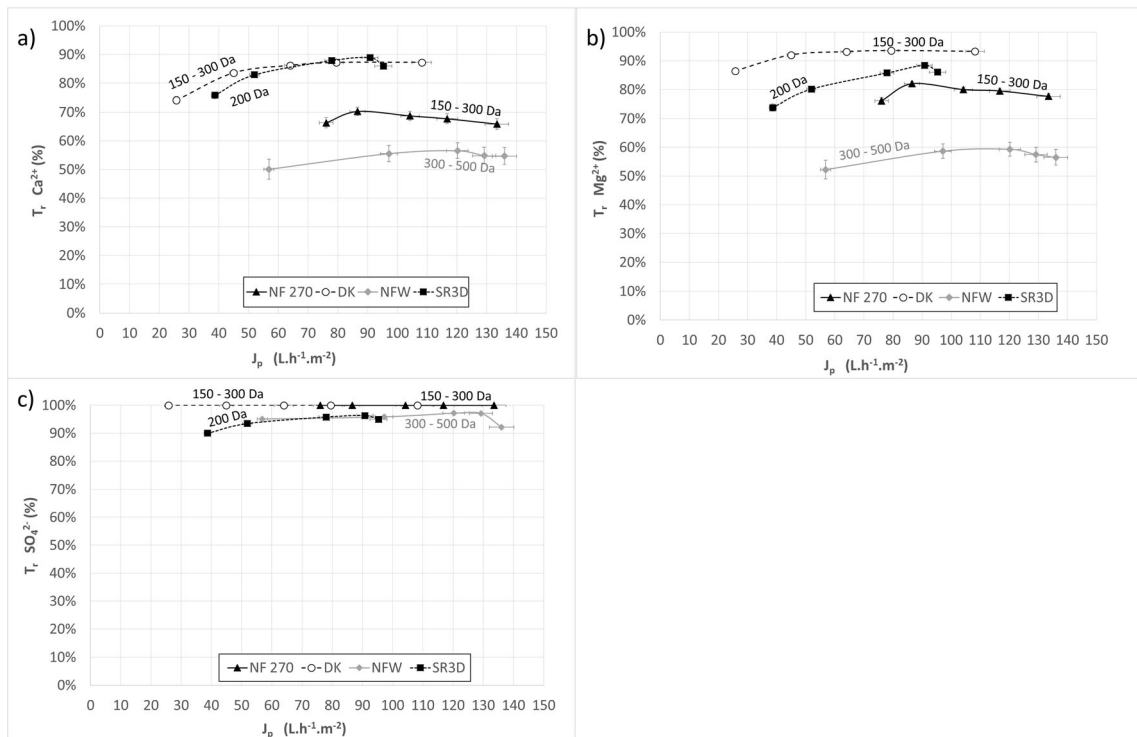 a)
100%
90%
80%
70%
60%
50%
40%
30%
20%
10%
0%
Tr Ca²⁺ (%)
150 - 300 Da
200 Da
150 - 300 Da
300 - 500 Da
NF 270 DK NFW SR3D
0 10 20 30 40 50 60 70 80 90 100 110 120 130 140 150
Jp (L.h⁻¹.m⁻²)
b)
100%
90%
80%
70%
60%
50%
40%
30%
20%
10%
0%
Tr Mg²⁺ (%)
150 - 300 Da
200 Da
150 - 300 Da
300 - 500 Da
NF 270 DK NFW SR3D
0 10 20 30 40 50 60 70 80 90 100 110 120 130 140 150
Jp (L.h⁻¹.m⁻²)
c)
100%
90%
80%
70%
60%
50%
40%
30%
20%
10%
0%
Tr SO₄²⁻ (%)
150 - 300 Da
150 - 300 Da
200 Da
300 - 500 Da
NF 270 DK NFW SR3D
0 10 20 30 40 50 60 70 80 90 100 110 120 130 140 150
Jp (L.h⁻¹.m⁻²)